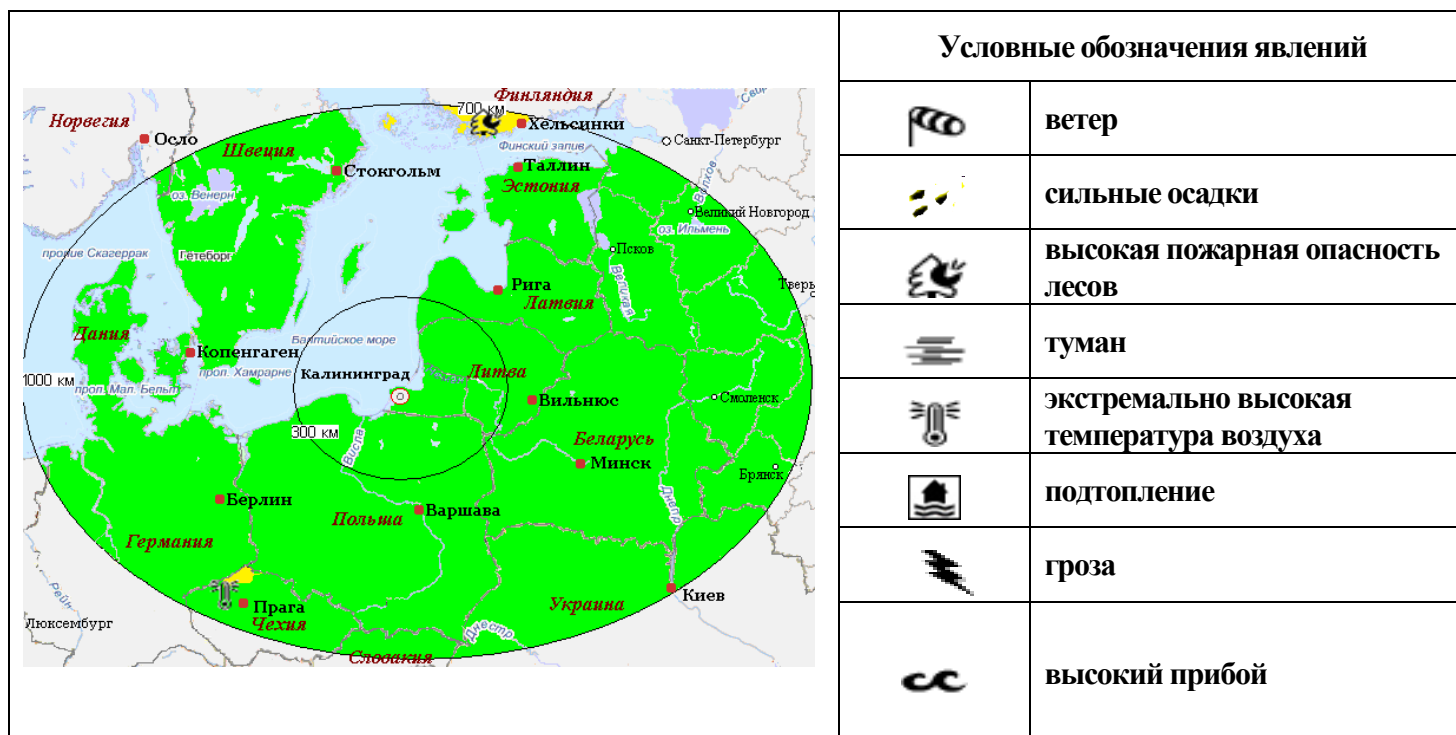 Условные обозначения явлений
ветер
сильные осадки
высокая пожарная опасность
лесов
туман
экстремально высокая
температура воздуха
подтопление
гроза
высокий прибой
Финляндия
700 км
Норвегия
Хельсинки
Осло
Швеция
Финский залив
Санкт-Петербург
Стокгольм
Таллин
Эстония
Волхов
оз. Венерн
Великий Новгород
оз. Ильмень
пролив Скагеррак
Гетеборг
Псков
Великая
Тверь
Рига
Латвия
Дания
Балтийское море
Копенгаген
Литва
1000 км
прол. Мал. Бельт
прол. Хамрарне
Калининград
Вильнюс
Смоленск
300 км
Висла
Беларусь
Минск
Брянск
Берлин
Днепр
Польша
Варшава
Германия
Рейн
Прага
Чехия
Украина
Киев
Люксембург
Днестр
Словакия